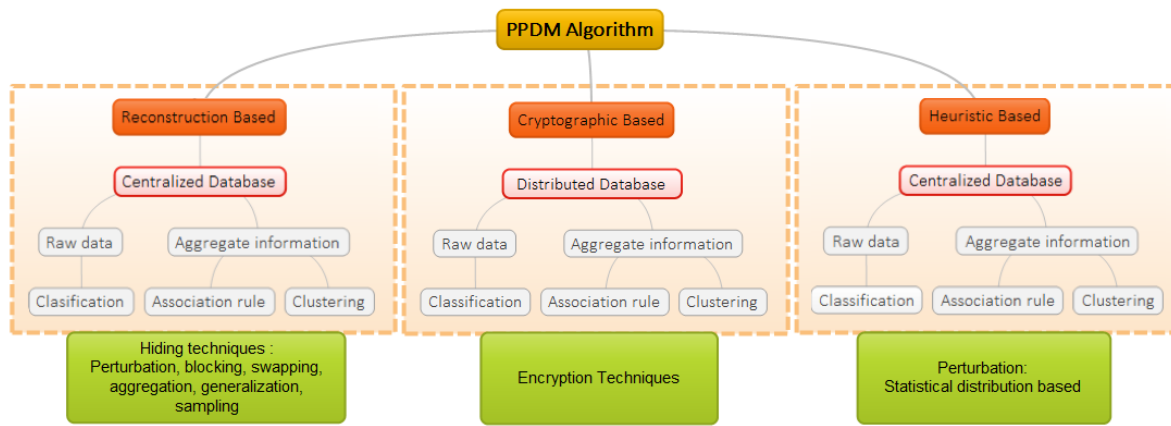 PPDM Algorithm
Reconstruction Based
Centralized Database
Raw data
Aggregate information
Clasification
Association rule
Clustering
Hiding techniques :
Perturbation, blocking, swapping,
aggregation, generalization,
sampling
Cryptographic Based
Distributed Database
Raw data
Aggregate information
Classification
Association rule
Clustering
Encryption Techniques
Heuristic Based
Centralized Database
Raw data
Aggregate information
Classification
Association rule
Clustering
Perturbation:
Statistical distribution based